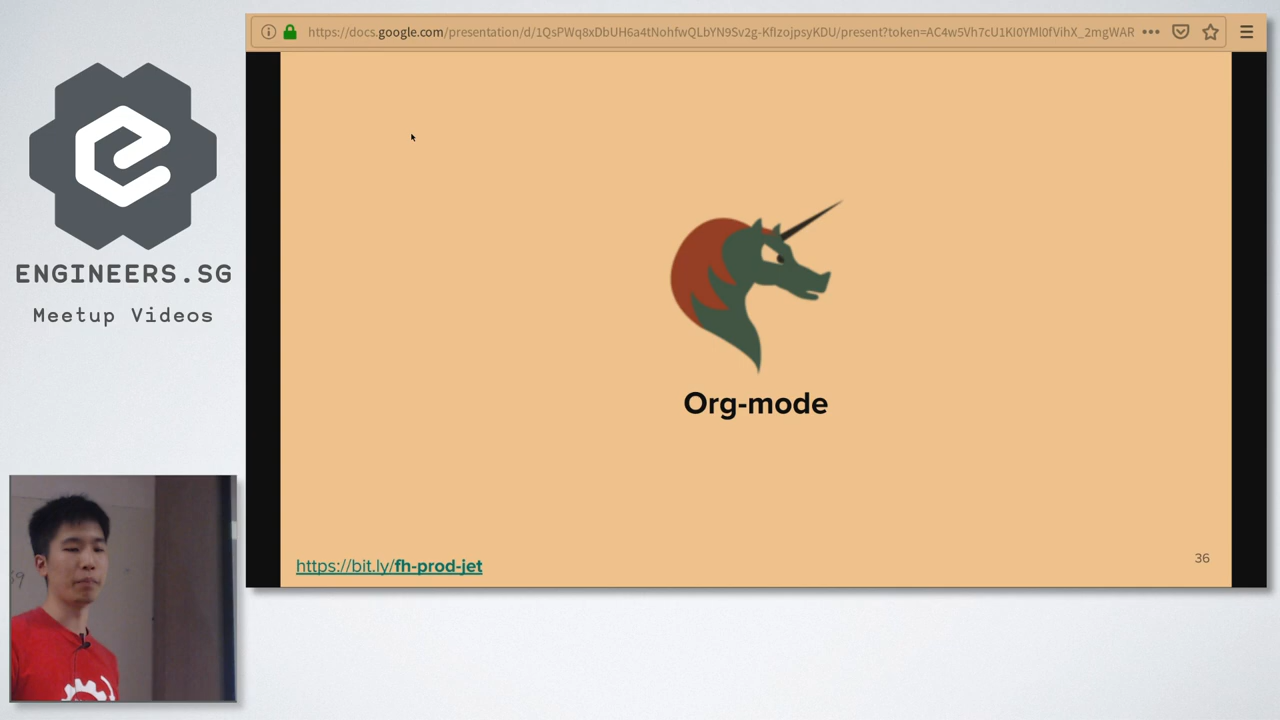 https://docs.google.com/presentation/d/1QsPWq8xDbUH6a4tNohfwQLbYN9Sv2g-KfIzojpsyKDU/present?token=AC4w5Vh7cU1KI0YMl0fVihX_2mgWAR
ENGINEERS.SG
Meetup Videos
Org-mode
https://bit.ly/fh-prod-jet
36